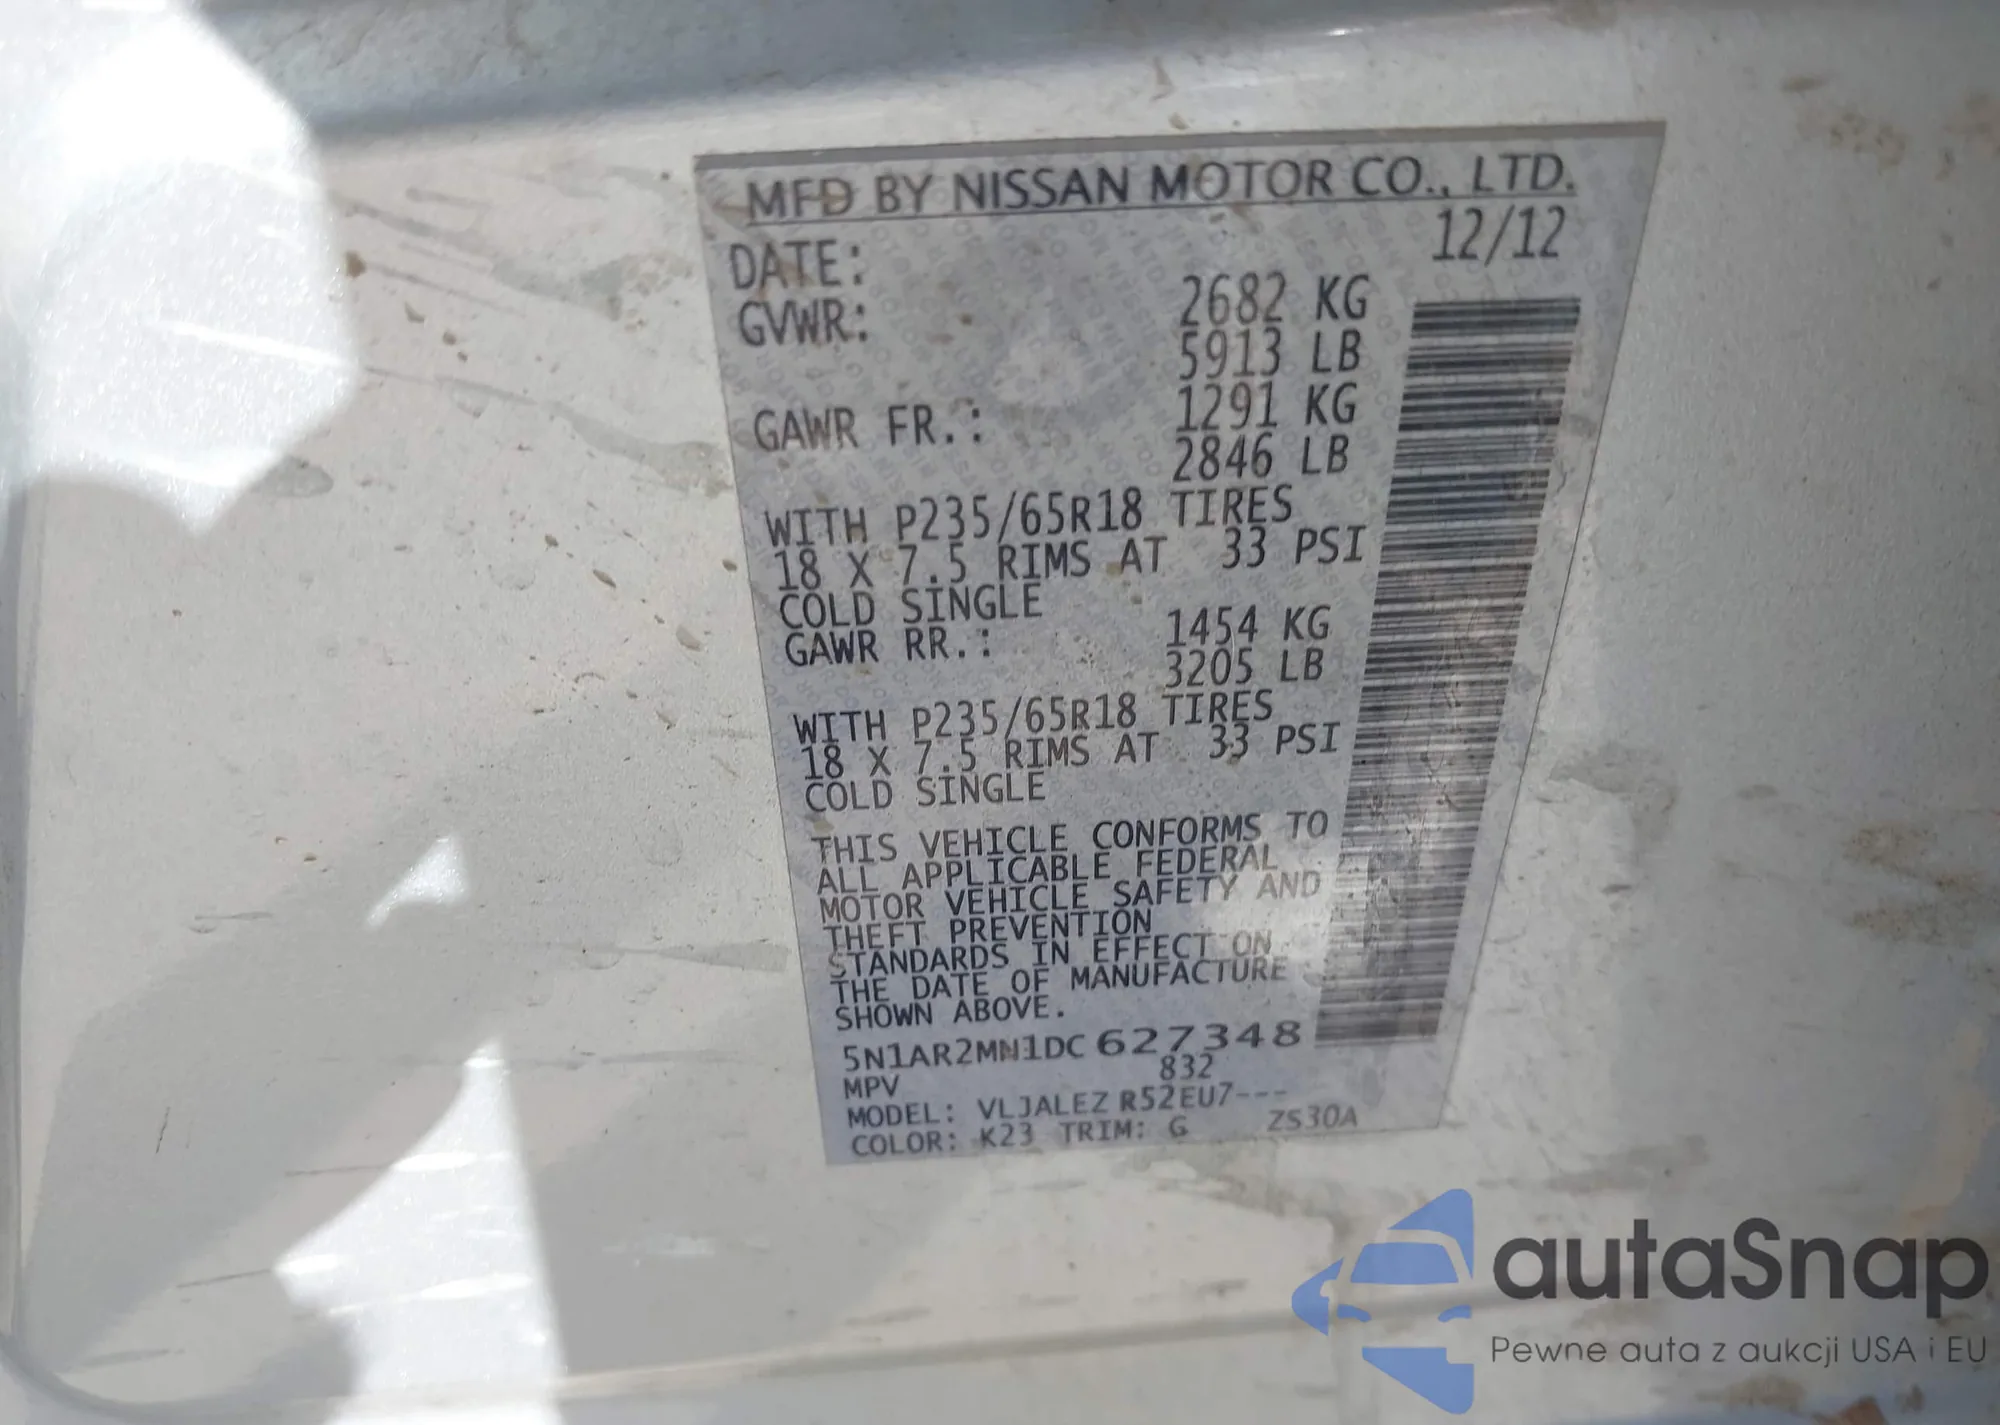 MFD BY NISSAN MOTOR CO., LTD.
DATE: 12/12
GVWR: 2682 KG
5913 LB
GAWR FR.: 1291 KG
2846 LB
WITH P235/65R18 TIRES
18 X 7.5 RIMS AT 33 PSI
COLD SINGLE
GAWR RR.: 1454 KG
3205 LB
WITH P235/65R18 TIRES
18 X 7.5 RIMS AT 33 PSI
COLD SINGLE
THIS VEHICLE CONFORMS TO
ALL APPLICABLE FEDERAL
MOTOR VEHICLE SAFETY AND
THEFT PREVENTION
STANDARDS IN EFFECT ON
THE DATE OF MANUFACTURE
SHOWN ABOVE.
5N1AR2MN1DC627348
MPV 832
MODEL: VLJALEZ R52EU7---
COLOR: K23 TRIM: G ZS30A
autaSnap
Pewne auta z aukcji USA i EU